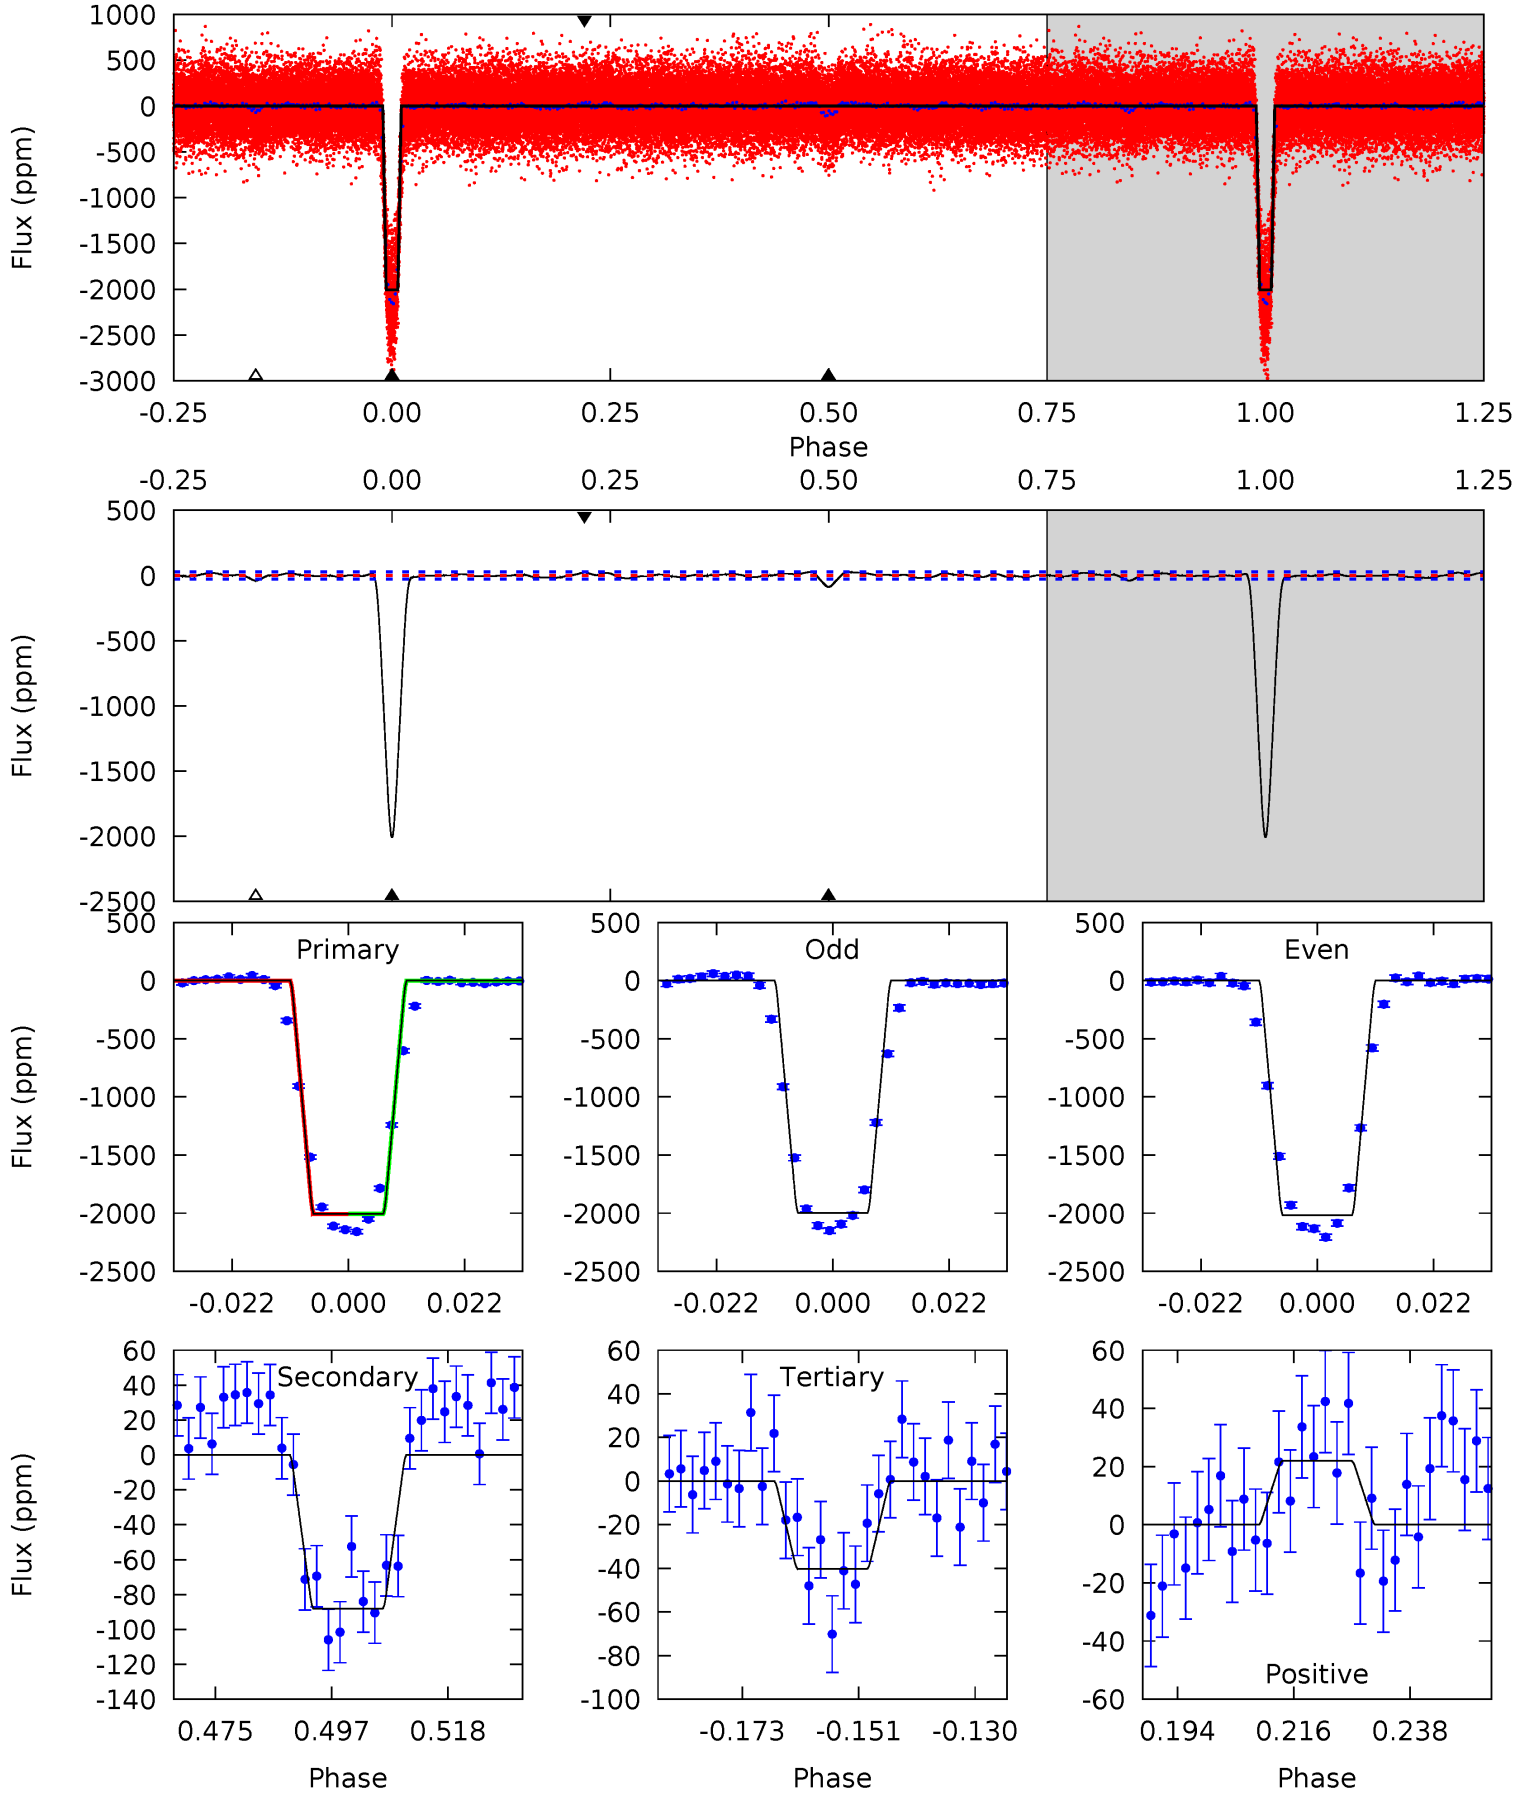 1000
500
0
-500
-1000
-1500
-2000
-2500
-3000
Flux (ppm)
-0.25 0.00 0.25 0.50 0.75 1.00 1.25
Phase
-0.25 0.00 0.25 0.50 0.75 1.00 1.25
500
0
-500
-1000
-1500
-2000
-2500
Flux (ppm)
Primary Odd Even
500 500 500
0 0 0
-500 -500 -500
-1000 -1000 -1000
-1500 -1500 -1500
-2000 -2000 -2000
-2500 -2500 -2500
Flux (ppm)
-0.022 0.000 0.022 -0.022 0.000 0.022 -0.022 0.000 0.022
Secondary
60
40
20
0
-20
-40
-60
-80
-100
-120
-140
Flux (ppm)
0.475 0.497 0.518
Phase
Tertiary
60
40
20
0
-20
-40
-60
-80
-100
-0.173 -0.151 -0.130
Phase
60
40
20
0
-20
-40
-60
Positive
0.194 0.216 0.238
Phase